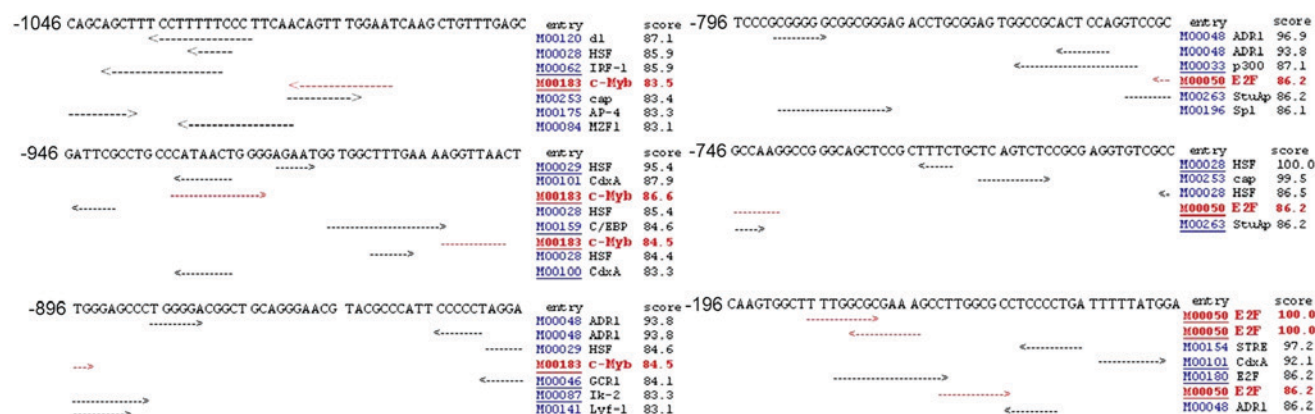 -1046 CAGCAGCTTT CCTTTTTCCC TTCAACAGTT TGGAATCAAG CTGTTTGAGC entry score
M00120 dl 87.1
M00028 HSF 85.9
M00062 IRF-1 85.9
M00183 c-Myb 83.5
M00253 cap 83.4
M00175 AP-4 83.3
M00084 MZF1 83.1
-946 GATTCGCCTG CCCATAACTG GGGAGAATGG TGGCTTTGAA AAGGTTAACT entry score
M00029 HSF 95.4
M00101 CdxA 87.9
M00183 c-Myb 86.6
M00028 HSF 85.4
M00159 C/EBP 84.6
M00183 c-Myb 84.5
M00028 HSF 84.4
M00100 CdxA 83.3
-896 TGGGAGCCCT GGGGACGGCT GCAGGGAACG TACGCCCATT CCCCCTAGGA entry score
M00048 ADR1 93.8
M00048 ADR1 93.8
M00029 HSF 84.6
M00183 c-Myb 84.5
M00046 GCR1 84.1
M00087 Ik-2 83.3
M00141 Lyf-1 83.1
-796 TCCCGCGGGG GCGGCGGGAG ACCTGCGGAG TGGCCGCACT CCAGGTCCGC entry score
M00048 ADR1 96.9
M00048 ADR1 93.8
M00033 p300 87.1
M00050 E2F 86.2
M00263 StuAp 86.2
M00196 Sp1 86.1
-746 GCCAAGGCCG GGCAGCTCCG CTTTCTGCTC AGTCTCCGCG AGGTGTCGCC entry score
M00028 HSF 100.0
M00253 cap 99.5
M00028 HSF 86.5
M00050 E2F 86.2
M00263 StuAp 86.2
-196 CAAGTGGCTT TTGGCGCGAA AGCCTTGGCG CCTCCCCTGA TTTTTATGGA entry score
M00050 E2F 100.0
M00050 E2F 100.0
M00154 STRE 97.2
M00101 CdxA 92.1
M00180 E2F 86.2
M00050 E2F 86.2
M00048 ADR1 86.2